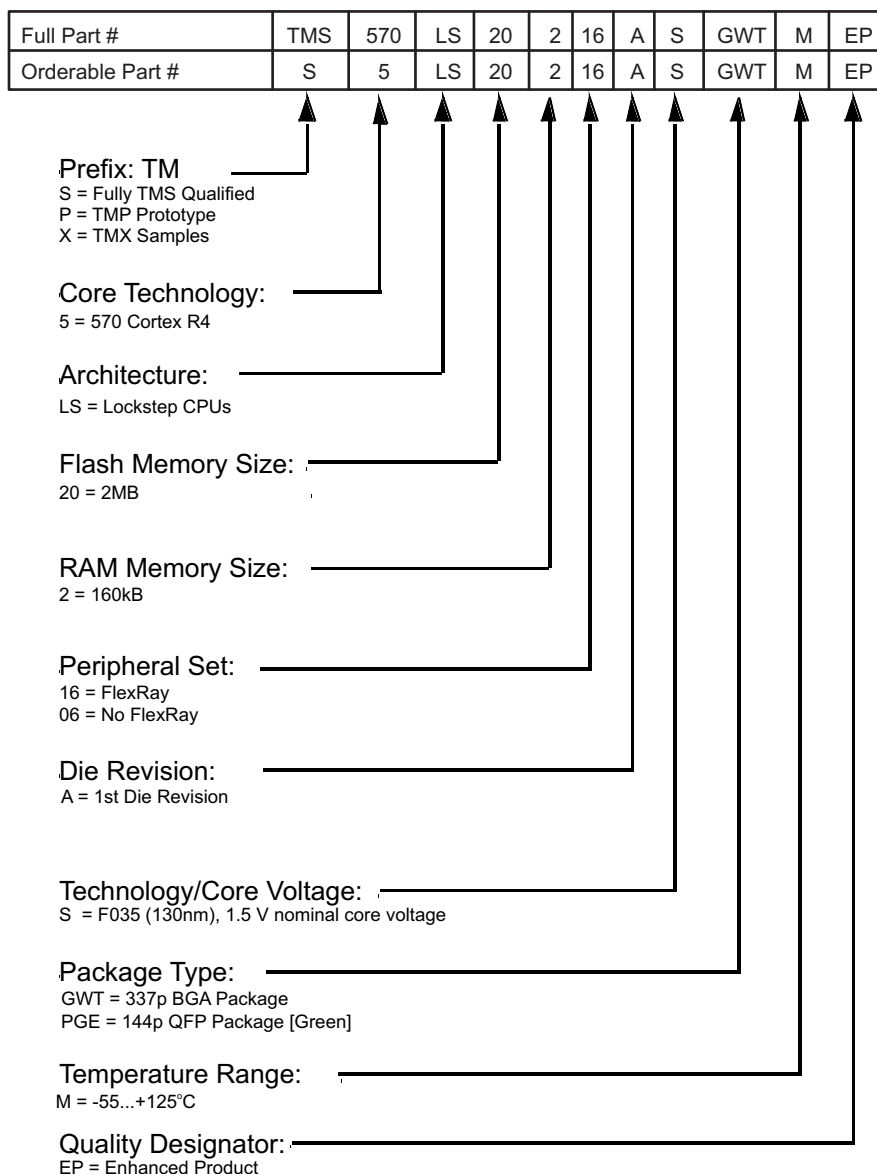 Full Part # TMS 570 LS 20 2 16 A S GWT M EP
Orderable Part # S 5 LS 20 2 16 A S GWT M EP
Prefix: TM
S = Fully TMS Qualified
P = TMP Prototype
X = TMX Samples
Core Technology:
5 = 570 Cortex R4
Architecture:
LS = Lockstep CPUs
Flash Memory Size:
20 = 2MB
RAM Memory Size:
2 = 160kB
Peripheral Set:
16 = FlexRay
06 = No FlexRay
Die Revision:
A = 1st Die Revision
Technology/Core Voltage:
S = F035 (130nm), 1.5 V nominal core voltage
Package Type:
GWT = 337p BGA Package
PGE = 144p QFP Package [Green]
Temperature Range:
M = -55...+125°C
Quality Designator:
EP = Enhanced Product